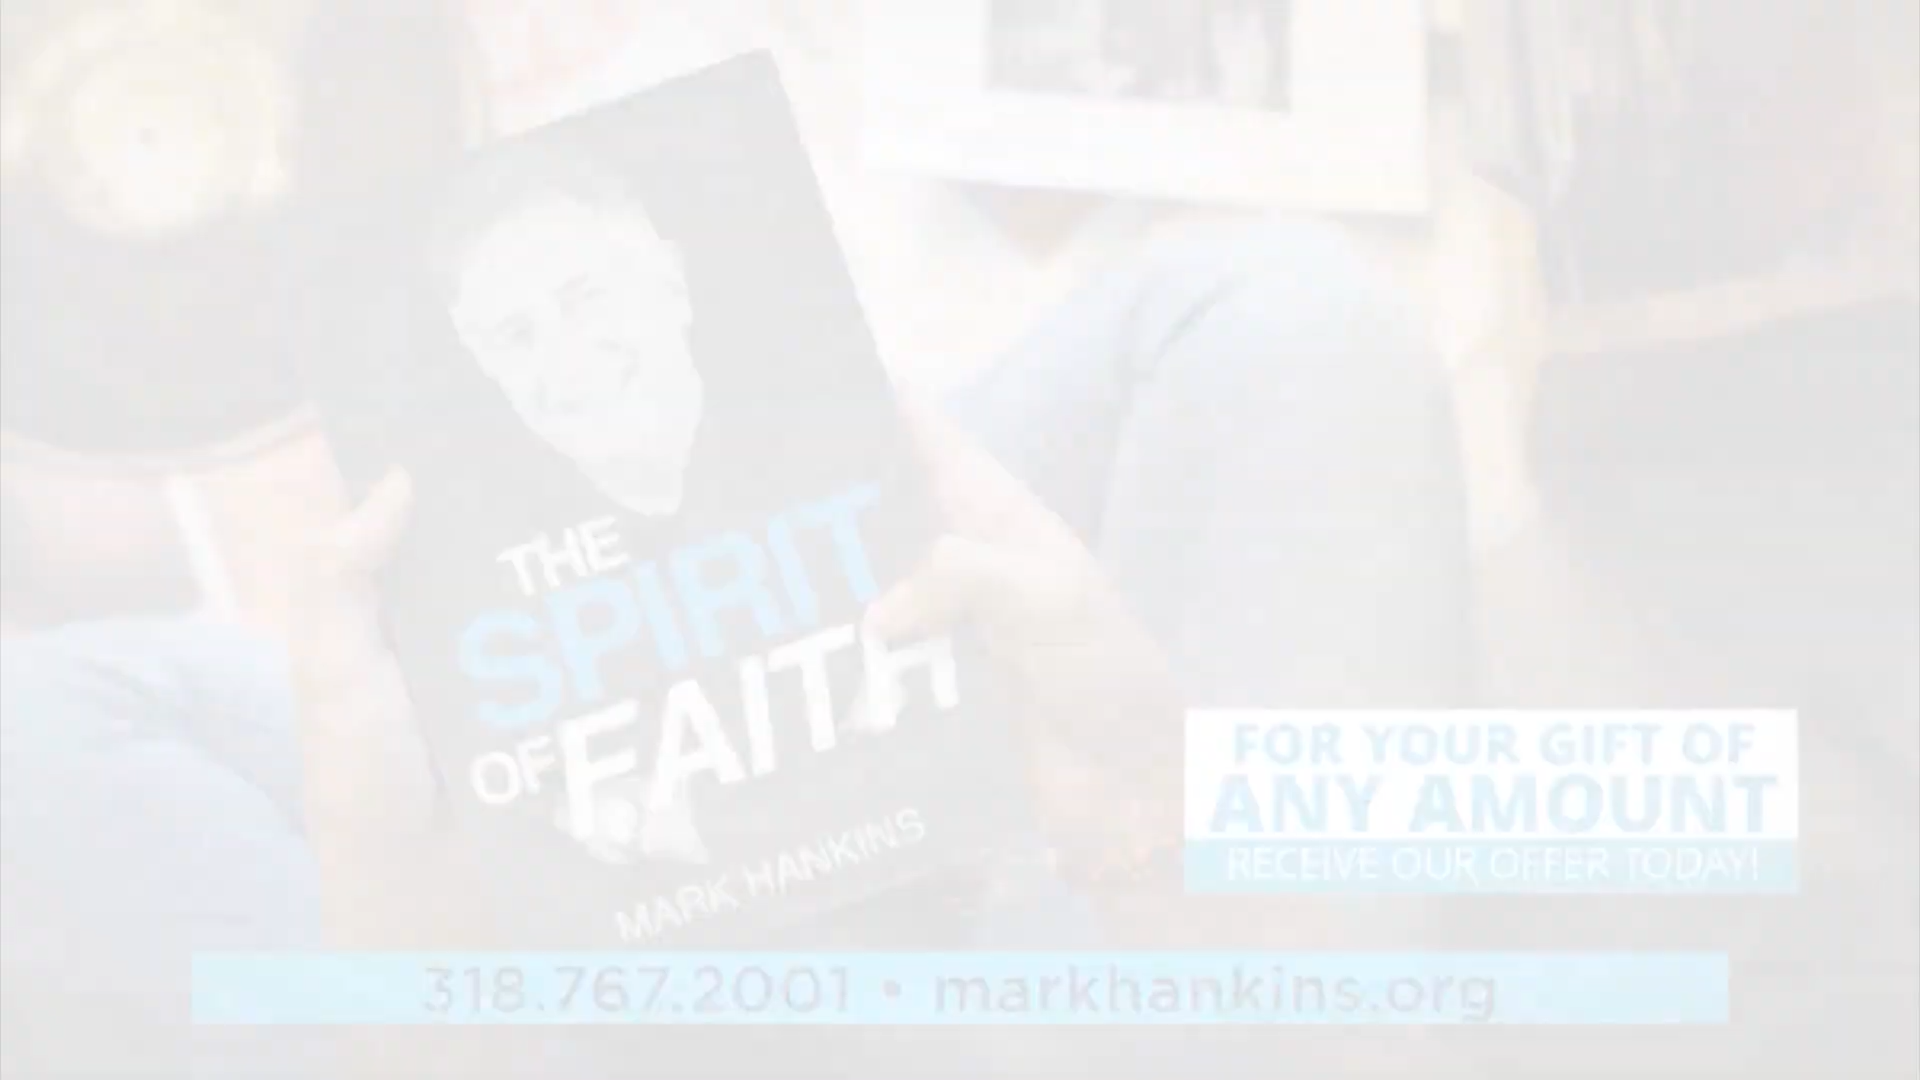 THE
SPIRIT
OF FAITH
MARK HANKINS
FOR YOUR GIFT OF
ANY AMOUNT
RECEIVE OUR OFFER TODAY!
318.767.2001 • markhankins.org